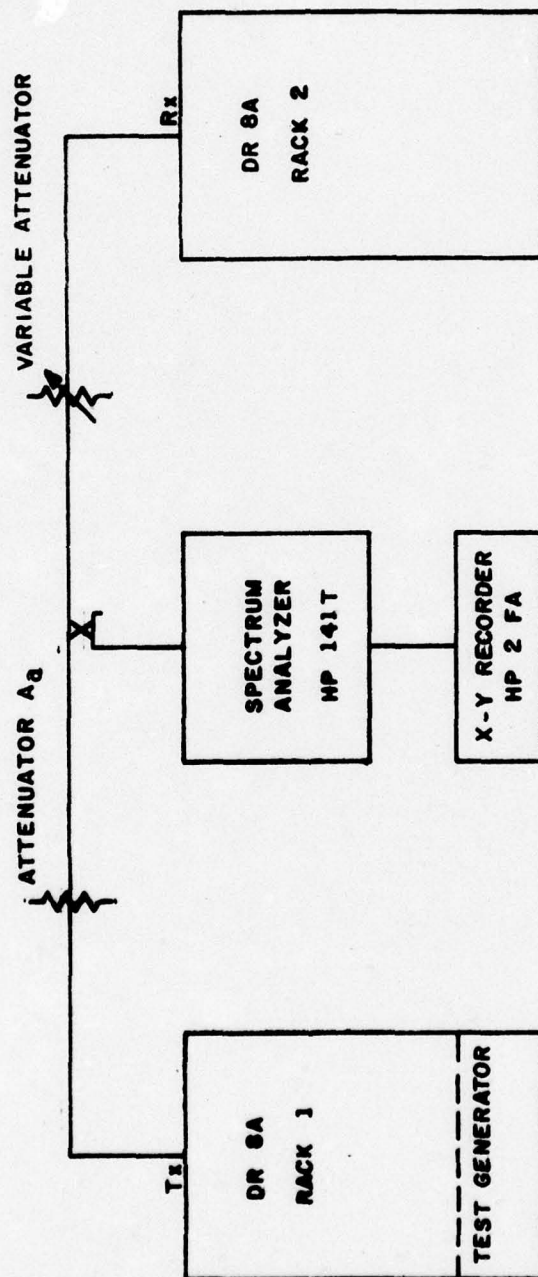 ATTENUATOR Aa
VARIABLE ATTENUATOR
Tx
Rx
DR 8A
RACK 1
TEST GENERATOR
SPECTRUM
ANALYZER
HP 141T
X-Y RECORDER
HP 2 FA
DR 8A
RACK 2